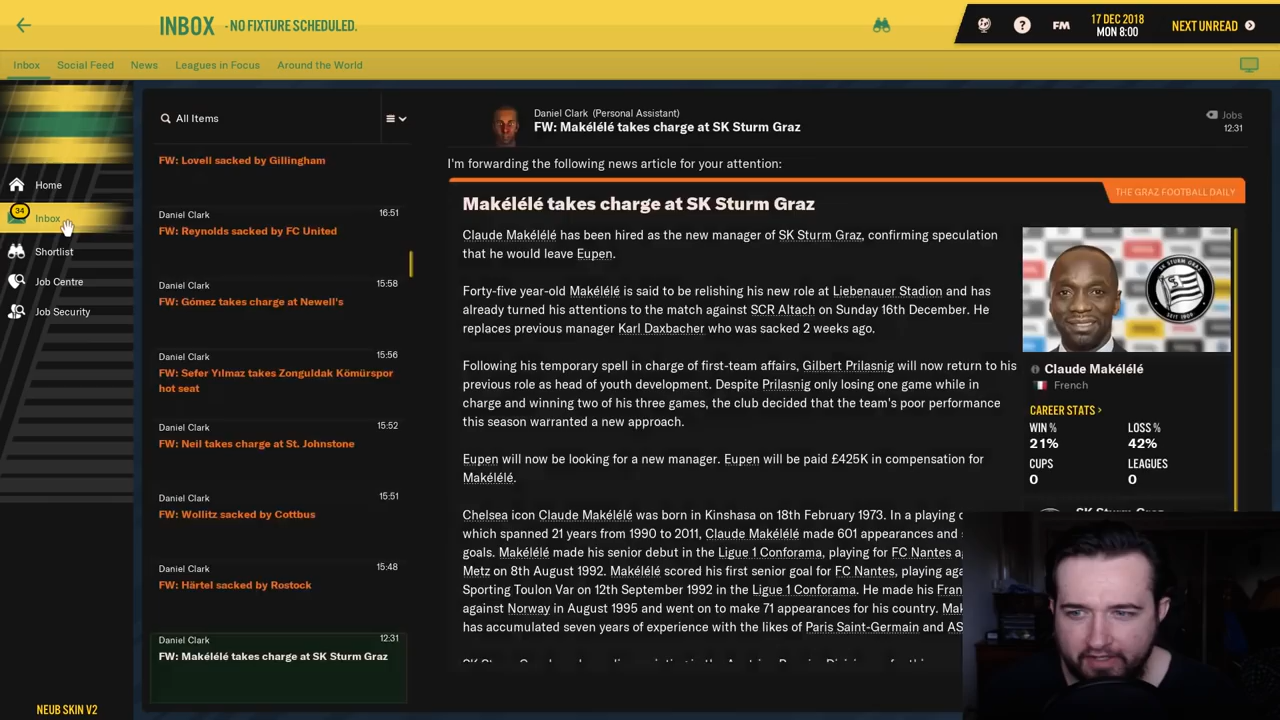 INBOX - NO FIXTURE SCHEDULED.
FM
17 DEC 2018
MON 8:00
NEXT UNREAD
Inbox
Social Feed
News
Leagues in Focus
Around the World
Home
34
Inbox
Shortlist
Job Centre
Job Security
NEUB SKIN V2
All Items
FW: Lovell sacked by Gillingham
Daniel Clark 16:51
FW: Reynolds sacked by FC United
Daniel Clark 15:58
FW: Gómez takes charge at Newell's
Daniel Clark 15:56
FW: Sefer Yılmaz takes Zonguldak Kömürspor
hot seat
Daniel Clark 15:52
FW: Neil takes charge at St. Johnstone
Daniel Clark 15:51
FW: Wollitz sacked by Cottbus
Daniel Clark 15:48
FW: Härtel sacked by Rostock
Daniel Clark 12:31
FW: Makélélé takes charge at SK Sturm Graz
Daniel Clark (Personal Assistant)
FW: Makélélé takes charge at SK Sturm Graz
Jobs
12:31
I'm forwarding the following news article for your attention:
THE GRAZ FOOTBALL DAILY
Makélélé takes charge at SK Sturm Graz
Claude Makélélé has been hired as the new manager of SK Sturm Graz, confirming speculation
that he would leave Eupen.
Forty-five year-old Makélélé is said to be relishing his new role at Liebenauer Stadion and has
already turned his attentions to the match against SCR Altach on Sunday 16th December. He
replaces previous manager Karl Daxbacher who was sacked 2 weeks ago.
Following his temporary spell in charge of first-team affairs, Gilbert Prilasnig will now return to his
previous role as head of youth development. Despite Prilasnig only losing one game while in
charge and winning two of his three games, the club decided that the team's poor performance
this season warranted a new approach.
Eupen will now be looking for a new manager. Eupen will be paid £425K in compensation for
Makélélé.
Chelsea icon Claude Makélélé was born in Kinshasa on 18th February 1973. In a playing
which spanned 21 years from 1990 to 2011, Claude Makélélé made 601 appearances and
goals. Makélélé made his senior debut in the Ligue 1 Conforama, playing for FC Nantes
Metz on 8th August 1992. Makélélé scored his first senior goal for FC Nantes, playing
Sporting Toulon Var on 12th September 1992 in the Ligue 1 Conforama. He made his
against Norway in August 1995 and went on to make 71 appearances for his country.
has accumulated seven years of experience with the likes of Paris Saint-Germain and
SK STURM GRAZ
SEIT 1909
Claude Makélélé
French
CAREER STATS >
WIN % LOSS %
21% 42%
CUPS LEAGUES
0 0
SK Sturm Graz